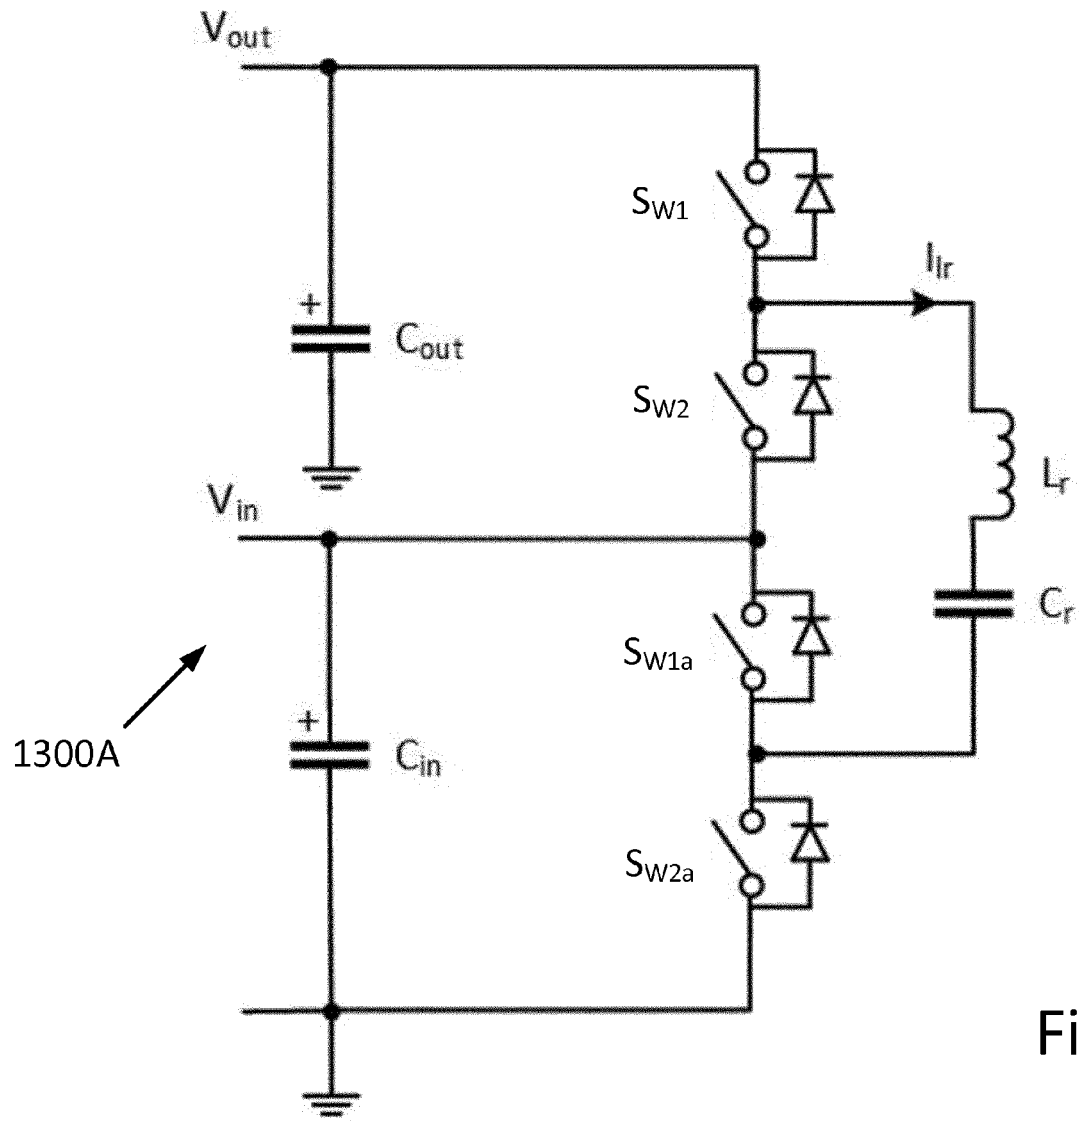 Vout
SW1
Ilr
+
Cout
SW2
Lr
Vin
Cr
SW1a
+
Cin
1300A
SW2a
Fi